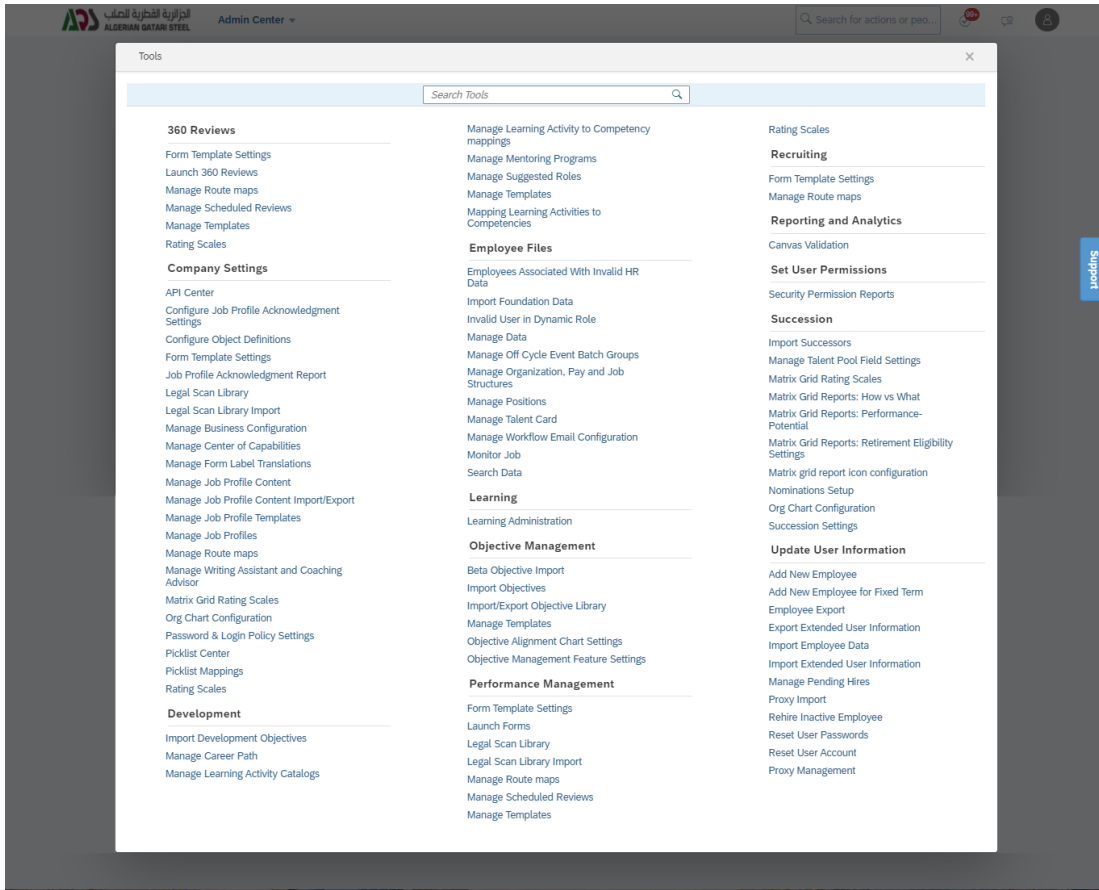 الجزائرية القطرية للصلب
AQS ALGERIAN QATARI STEEL
Admin Center
Search for actions or peo...
99+
Tools
Search Tools
360 Reviews
Form Template Settings
Launch 360 Reviews
Manage Route maps
Manage Scheduled Reviews
Manage Templates
Rating Scales
Company Settings
API Center
Configure Job Profile Acknowledgment
Settings
Configure Object Definitions
Form Template Settings
Job Profile Acknowledgment Report
Legal Scan Library
Legal Scan Library Import
Manage Business Configuration
Manage Center of Capabilities
Manage Form Label Translations
Manage Job Profile Content
Manage Job Profile Content Import/Export
Manage Job Profile Templates
Manage Job Profiles
Manage Route maps
Manage Writing Assistant and Coaching
Advisor
Matrix Grid Rating Scales
Org Chart Configuration
Password & Login Policy Settings
Picklist Center
Picklist Mappings
Rating Scales
Development
Import Development Objectives
Manage Career Path
Manage Learning Activity Catalogs
Manage Learning Activity to Competency
mappings
Manage Mentoring Programs
Manage Suggested Roles
Manage Templates
Mapping Learning Activities to
Competencies
Employee Files
Employees Associated With Invalid HR
Data
Import Foundation Data
Invalid User in Dynamic Role
Manage Data
Manage Off Cycle Event Batch Groups
Manage Organization, Pay and Job
Structures
Manage Positions
Manage Talent Card
Manage Workflow Email Configuration
Monitor Job
Search Data
Learning
Learning Administration
Objective Management
Beta Objective Import
Import Objectives
Import/Export Objective Library
Manage Templates
Objective Alignment Chart Settings
Objective Management Feature Settings
Performance Management
Form Template Settings
Launch Forms
Legal Scan Library
Legal Scan Library Import
Manage Route maps
Manage Scheduled Reviews
Manage Templates
Rating Scales
Recruiting
Form Template Settings
Manage Route maps
Reporting and Analytics
Canvas Validation
Set User Permissions
Security Permission Reports
Succession
Import Successors
Manage Talent Pool Field Settings
Matrix Grid Rating Scales
Matrix Grid Reports: How vs What
Matrix Grid Reports: Performance-
Potential
Matrix Grid Reports: Retirement Eligibility
Settings
Matrix grid report icon configuration
Nominations Setup
Org Chart Configuration
Succession Settings
Update User Information
Add New Employee
Add New Employee for Fixed Term
Employee Export
Export Extended User Information
Import Employee Data
Import Extended User Information
Manage Pending Hires
Proxy Import
Rehire Inactive Employee
Reset User Passwords
Reset User Account
Proxy Management
Support